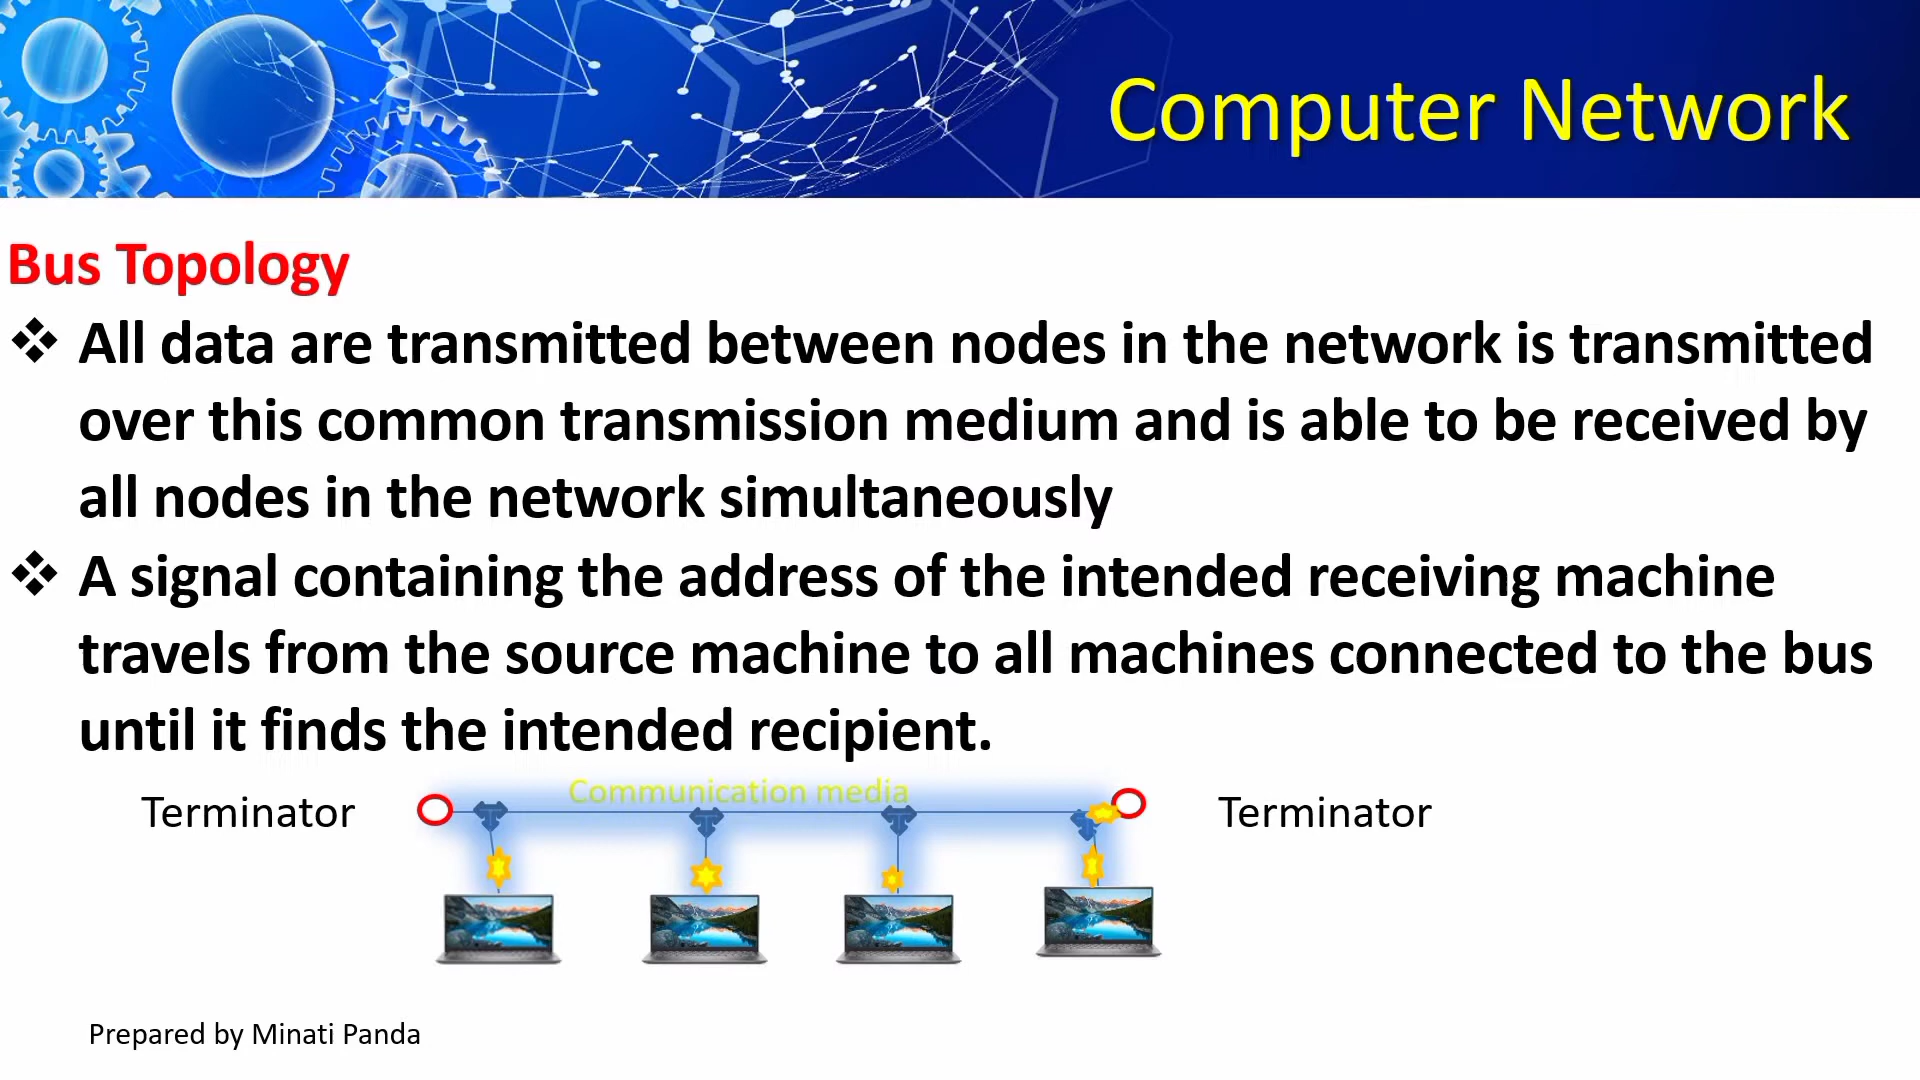 Computer Network
Bus Topology
❖ All data are transmitted between nodes in the network is transmitted
over this common transmission medium and is able to be received by
all nodes in the network simultaneously
❖ A signal containing the address of the intended receiving machine
travels from the source machine to all machines connected to the bus
until it finds the intended recipient.
Communication media
Terminator
Terminator
Prepared by Minati Panda